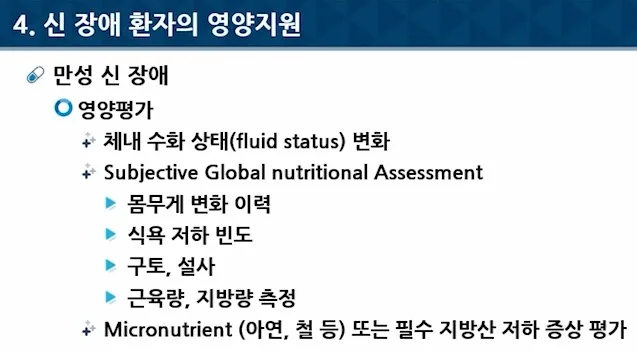 4. 신 장애 환자의 영양지원
만성 신 장애
영양평가
체내 수화 상태(fluid status) 변화
Subjective Global nutritional Assessment
몸무게 변화 이력
식욕 저하 빈도
구토, 설사
근육량, 지방량 측정
Micronutrient (아연, 철 등) 또는 필수 지방산 저하 증상 평가